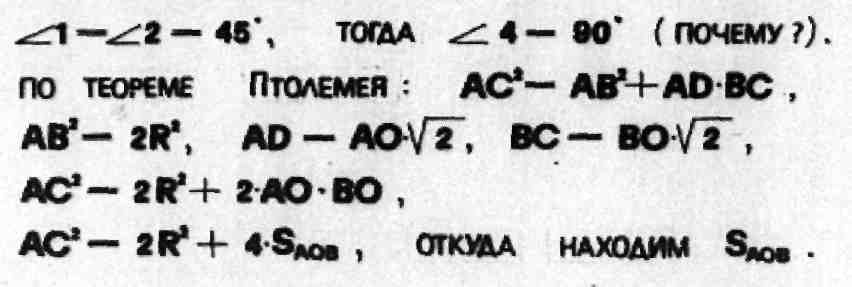 ∠1—∠2— 45°, ТОГДА ∠ 4— 90° (ПОЧЕМУ?).
ПО ТЕОРЕМЕ ПТОЛЕМЕЯ: AC²— AB²+AD·BC,
AB²— 2R², AD — AO·√2, BC— BO·√2,
AC²— 2R²+ 2·AO·BO,
AC²— 2R²+ 4·S_AOB, ОТКУДА НАХОДИМ S_AOB.